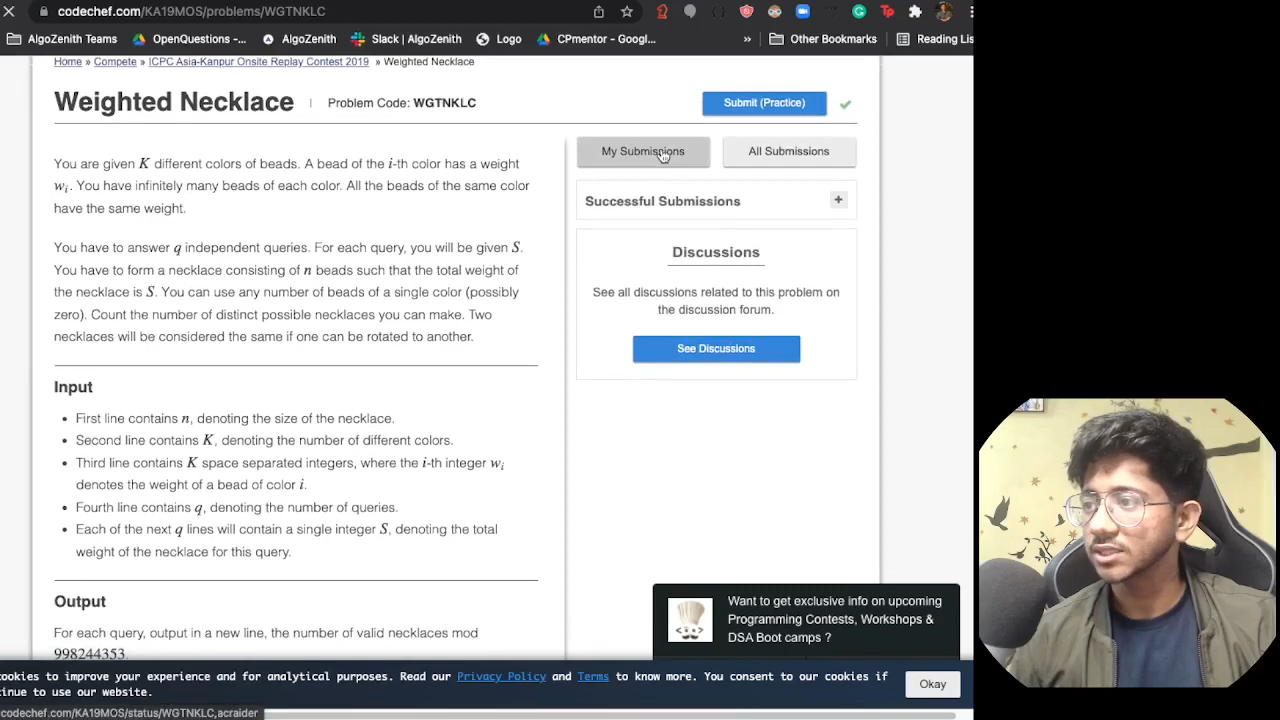 codechef.com/KA19MOS/problems/WGTNKLC
AlgoZenith Teams
OpenQuestions -...
AlgoZenith
Slack | AlgoZenith
Logo
CPmentor - Googl...
»
Other Bookmarks
Reading Lis
Home » Compete » ICPC Asia-Kanpur Onsite Replay Contest 2019 » Weighted Necklace
Weighted Necklace
Problem Code: WGTNKLC
Submit (Practice)
You are given K different colors of beads. A bead of the i-th color has a weight
wi. You have infinitely many beads of each color. All the beads of the same color
have the same weight.
You have to answer q independent queries. For each query, you will be given S.
You have to form a necklace consisting of n beads such that the total weight of
the necklace is S. You can use any number of beads of a single color (possibly
zero). Count the number of distinct possible necklaces you can make. Two
necklaces will be considered the same if one can be rotated to another.
Input
• First line contains n, denoting the size of the necklace.
• Second line contains K, denoting the number of different colors.
• Third line contains K space separated integers, where the i-th integer wi
denotes the weight of a bead of color i.
• Fourth line contains q, denoting the number of queries.
• Each of the next q lines will contain a single integer S, denoting the total
weight of the necklace for this query.
Output
For each query, output in a new line, the number of valid necklaces mod
998244353.
My Submissions
All Submissions
Successful Submissions
+
Discussions
See all discussions related to this problem on
the discussion forum.
See Discussions
Want to get exclusive info on upcoming
Programming Contests, Workshops &
DSA Boot camps ?
ookies to improve your experience and for analytical purposes. Read our Privacy Policy and Terms to know more. You consent to our cookies if
tinue to use our website.
Okay
codechef.com/KA19MOS/status/WGTNKLC,acraider